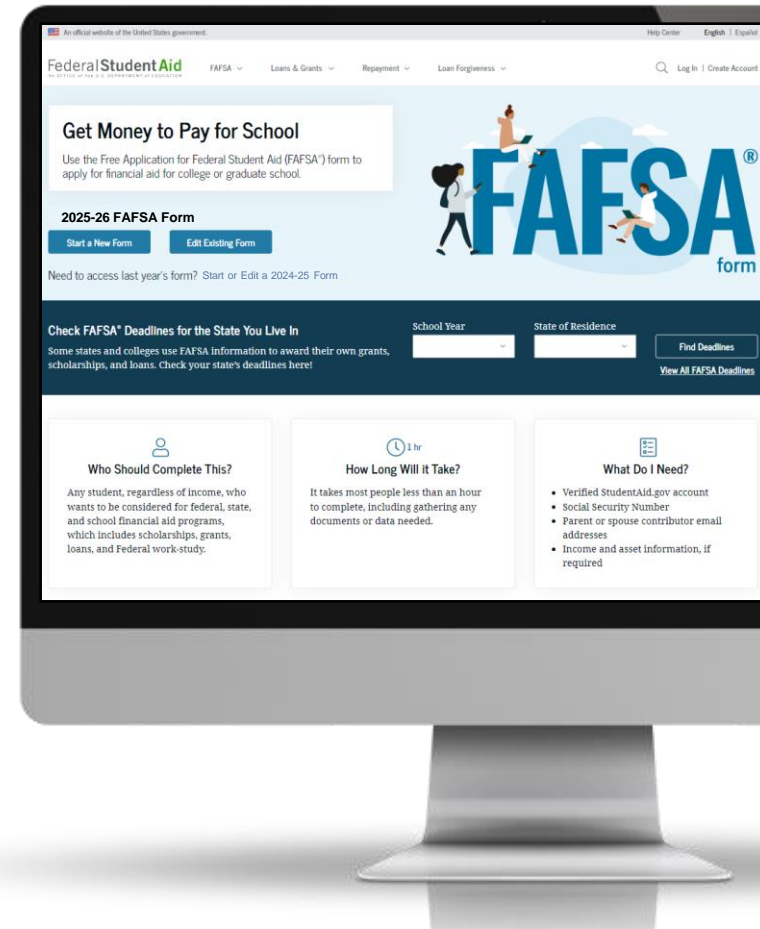 An official website of the United States government.
Help Center English | Español
Federal Student Aid
An OFFICE of the U.S. DEPARTMENT of EDUCATION
FAFSA
Loans & Grants
Repayment
Loan Forgiveness
Log In | Create Account
Get Money to Pay for School
Use the Free Application for Federal Student Aid (FAFSA®) form to
apply for financial aid for college or graduate school.
FAFSA®
form
2025-26 FAFSA Form
Start a New Form
Edit Existing Form
Need to access last year's form? Start or Edit a 2024-25 Form
Check FAFSA® Deadlines for the State You Live In
Some states and colleges use FAFSA information to award their own grants,
scholarships, and loans. Check your state's deadlines here!
School Year
State of Residence
Find Deadlines
View All FAFSA Deadlines
Who Should Complete This?
Any student, regardless of income, who
wants to be considered for federal, state,
and school financial aid programs,
which includes scholarships, grants,
loans, and Federal work-study.
1 hr
How Long Will it Take?
It takes most people less than an hour
to complete, including gathering any
documents or data needed.
What Do I Need?
• Verified StudentAid.gov account
• Social Security Number
• Parent or spouse contributor email
addresses
• Income and asset information, if
required